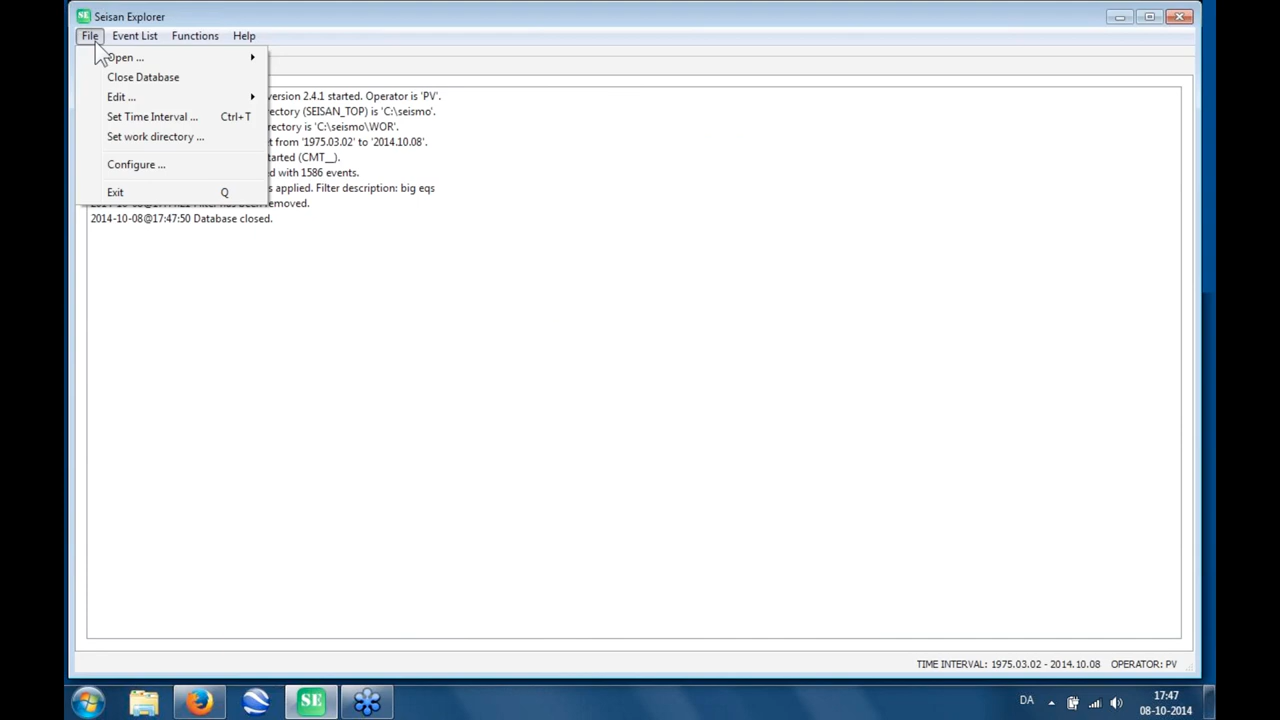 Seisan Explorer
File Event List Functions Help
Open ...
Close Database
Edit ...
Set Time Interval ... Ctrl+T
Set work directory ...
Configure ...
Exit Q
version 2.4.1 started. Operator is 'PV'.
rectory (SEISAN_TOP) is 'C:\seismo'.
irectory is 'C:\seismo\WOR'.
t from '1975.03.02' to '2014.10.08'.
tarted (CMT__).
d with 1586 events.
s applied. Filter description: big eqs
emoved.
2014-10-08@17:47:50 Database closed.
TIME INTERVAL: 1975.03.02 - 2014.10.08 OPERATOR: PV
SE
DA
17:47
08-10-2014